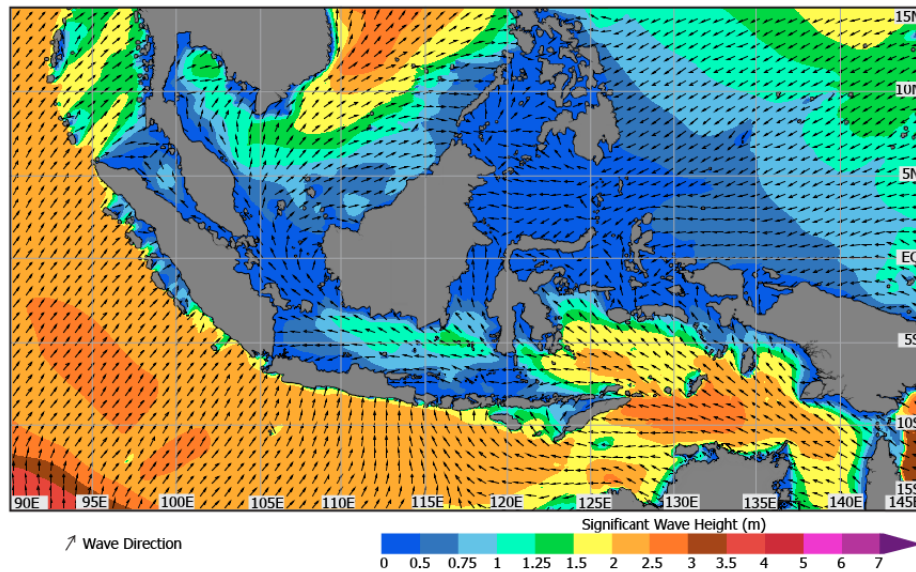 15N
10N
5N
EQ
5S
10S
15S
90E 95E 100E 105E 110E 115E 120E 125E 130E 135E 140E 145E
Significant Wave Height (m)
Wave Direction
0 0.5 0.75 1 1.25 1.5 2 2.5 3 3.5 4 5 6 7